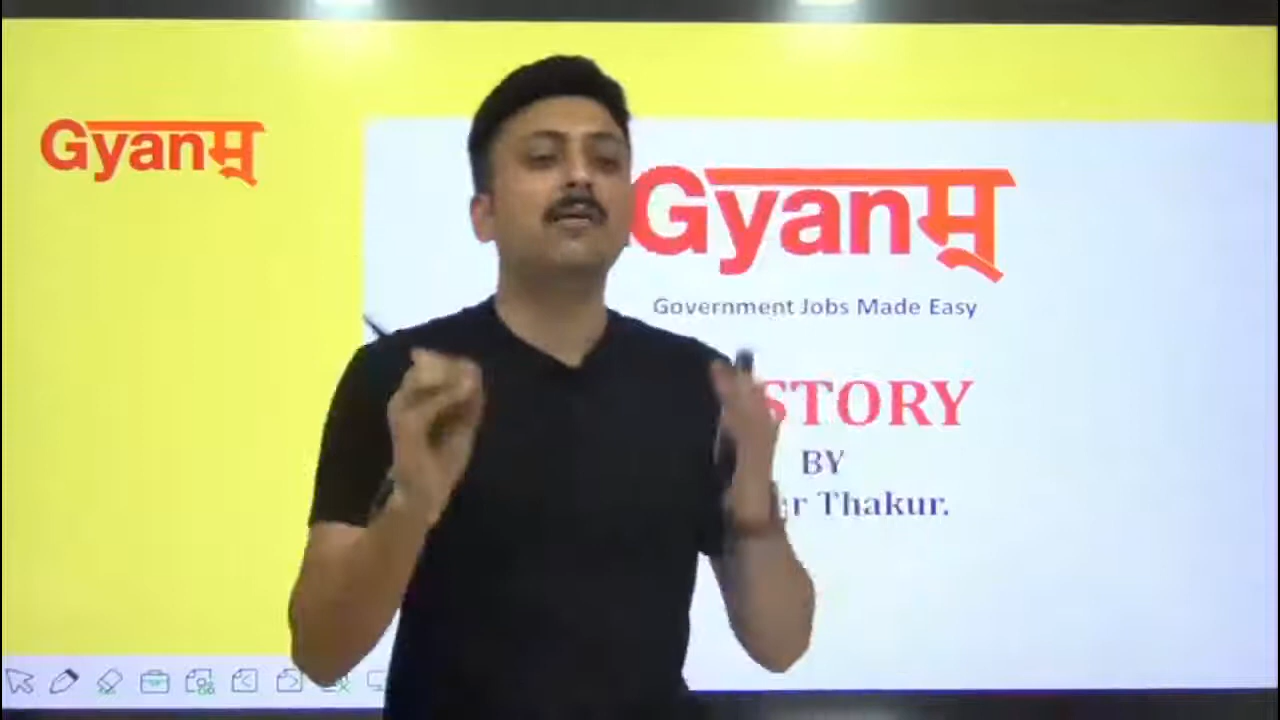 Gyanम्
Gyanम्
Government Jobs Made Easy
STORY
BY
r Thakur.